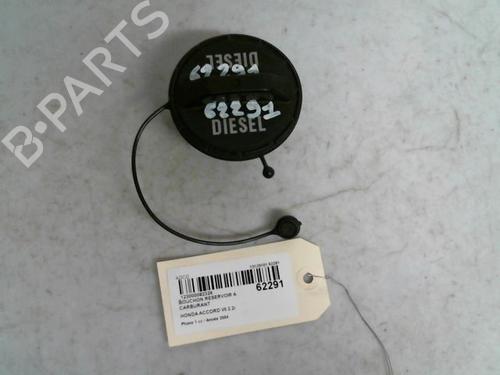 B-PARTS
DIESEL
62291
62291
DIESEL
62291
BOUCHON RESERVOIR A
CARBURANT
HONDA ACCORD VII 2.2i